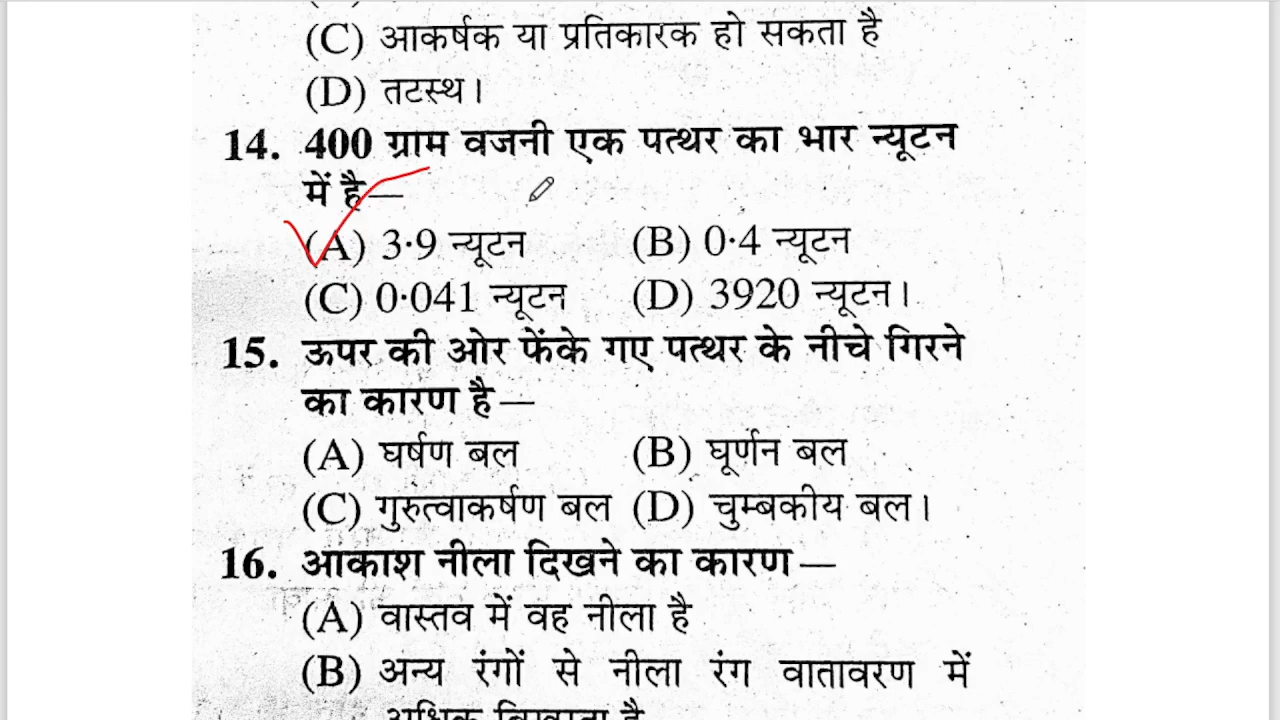 (C) आकर्षक या प्रतिकारक हो सकता है
(D) तटस्थ।
14. 400 ग्राम वजनी एक पत्थर का भार न्यूटन
में है—
(A) 3·9 न्यूटन (B) 0·4 न्यूटन
(C) 0·041 न्यूटन (D) 3920 न्यूटन।
15. ऊपर की ओर फेंके गए पत्थर के नीचे गिरने
का कारण है—
(A) घर्षण बल (B) घूर्णन बल
(C) गुरुत्वाकर्षण बल (D) चुम्बकीय बल।
16. आकाश नीला दिखने का कारण—
(A) वास्तव में वह नीला है
(B) अन्य रंगों से नीला रंग वातावरण में